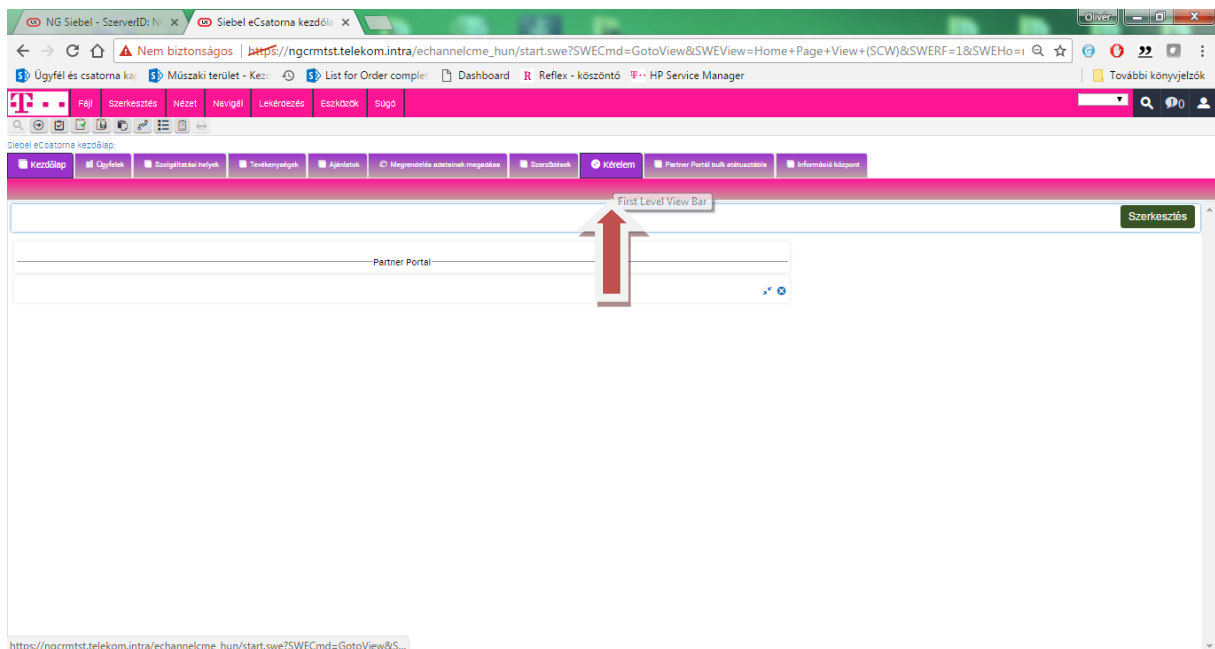 NG Siebel - SzerverID: N
Siebel eCsatorna kezdőla
Olivér
Nem biztonságos | https://ngcrmtst.telekom.intra/echannelcme_hun/start.swe?SWECmd=GotoView&SWEView=Home+Page+View+(SCW)&SWERF=1&SWEHo=
Ügyfél és csatorna ka
Műszaki terület - Kez
List for Order complet
Dashboard
Reflex - köszöntő
HP Service Manager
További könyvjelzők
Fájl
Szerkesztés
Nézet
Navigál
Lekérdezés
Eszközök
Súgó
0
Siebel eCsatorna kezdőlap:
Kezdőlap
Ügyfelek
Szolgáltatási helyek
Tevékenységek
Ajánlatok
Megrendelés adatainak megadása
Szerződések
Kérelem
Partner Portál bulk státusztábla
Információ központ
First Level View Bar
Szerkesztés
Partner Portal
https://ngcrmtst.telekom.intra/echannelcme_hun/start.swe?SWECmd=GotoView&S...